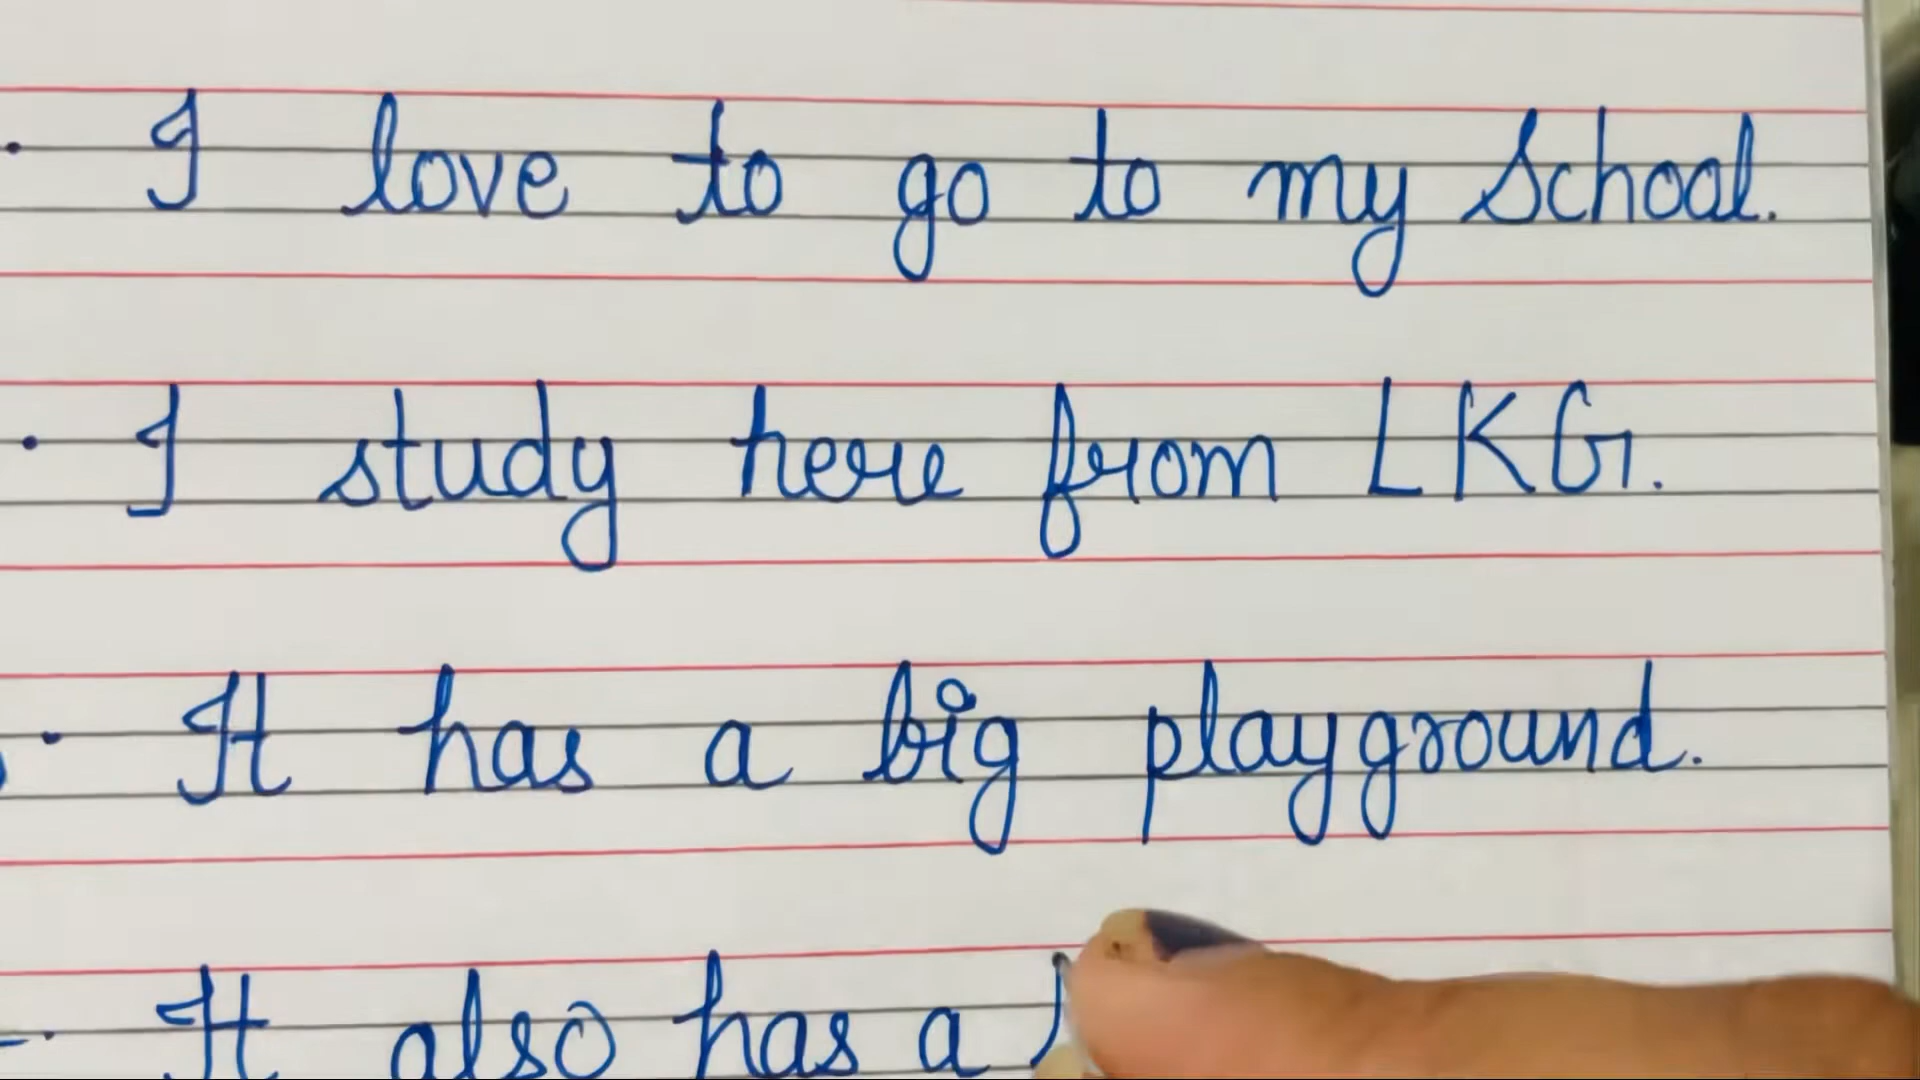 . I love to go to my School.
. I study here from LKG.
. It has a big playground.
. It also has a